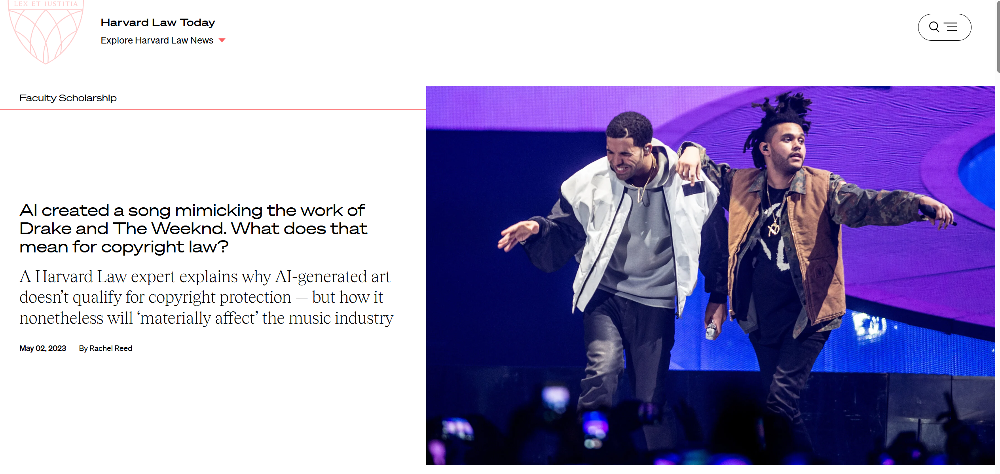 LEX ET IUSTITIA
Harvard Law Today
Explore Harvard Law News
Faculty Scholarship
AI created a song mimicking the work of
Drake and The Weeknd. What does that
mean for copyright law?
A Harvard Law expert explains why AI-generated art
doesn’t qualify for copyright protection — but how it
nonetheless will ‘materially affect’ the music industry
May 02, 2023 By Rachel Reed
XO